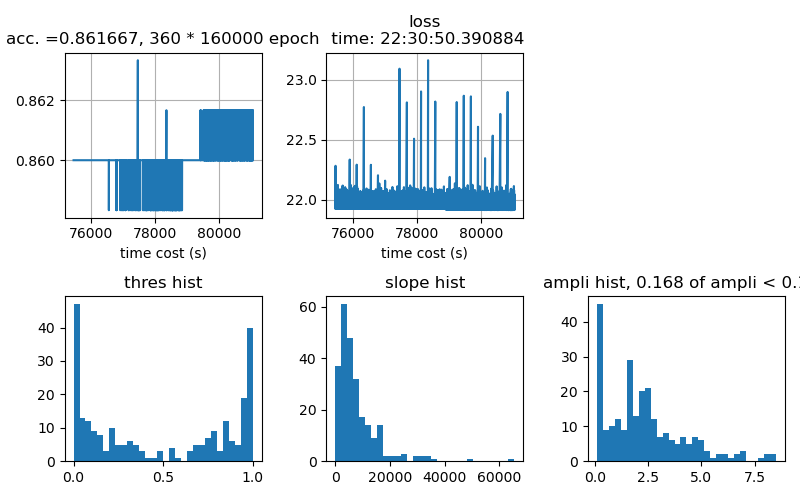 acc. =0.861667, 360 * 160000 epoch
loss
time: 22:30:50.390884
0.862
0.860
76000 78000 80000
time cost (s)
23.0
22.5
22.0
76000 78000 80000
time cost (s)
thres hist
40
30
20
10
0
0.0 0.5 1.0
slope hist
60
40
20
0
0 20000 40000 60000
ampli hist, 0.168 of ampli < 0.1
40
30
20
10
0
0.0 2.5 5.0 7.5